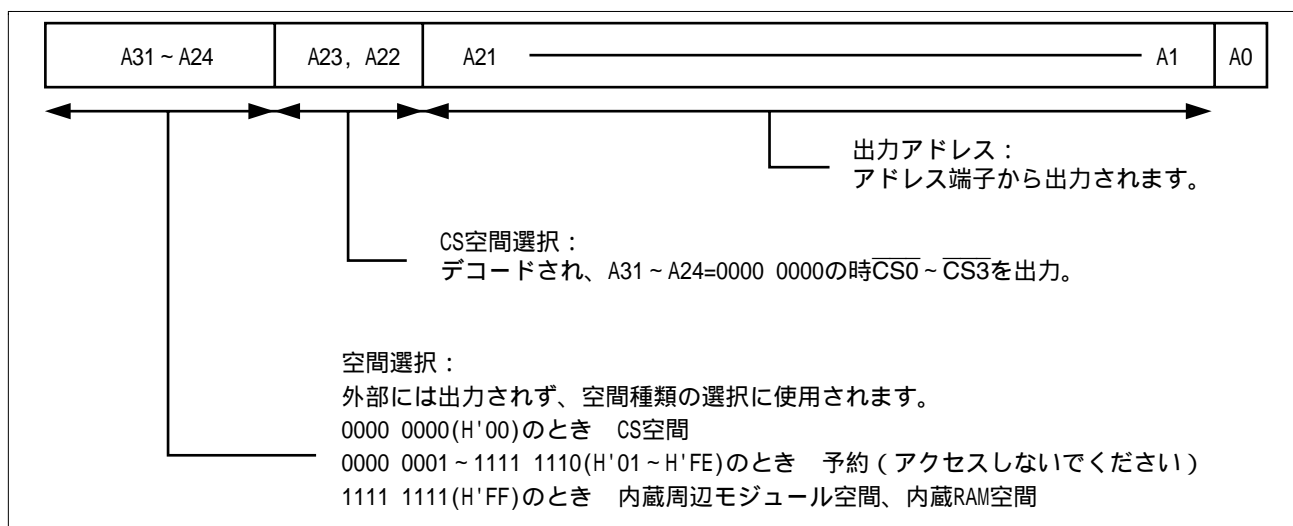 A31~A24 A23, A22 A21 A1 A0
出力アドレス：
アドレス端子から出力されます。
CS空間選択：
デコードされ、A31~A24=0000 0000の時CS0~CS3を出力。
空間選択：
外部には出力されず、空間種類の選択に使用されます。
0000 0000(H'00)のとき　CS空間
0000 0001~1111 1110(H'01~H'FE)のとき　予約（アクセスしないでください）
1111 1111(H'FF)のとき　内蔵周辺モジュール空間、内蔵RAM空間